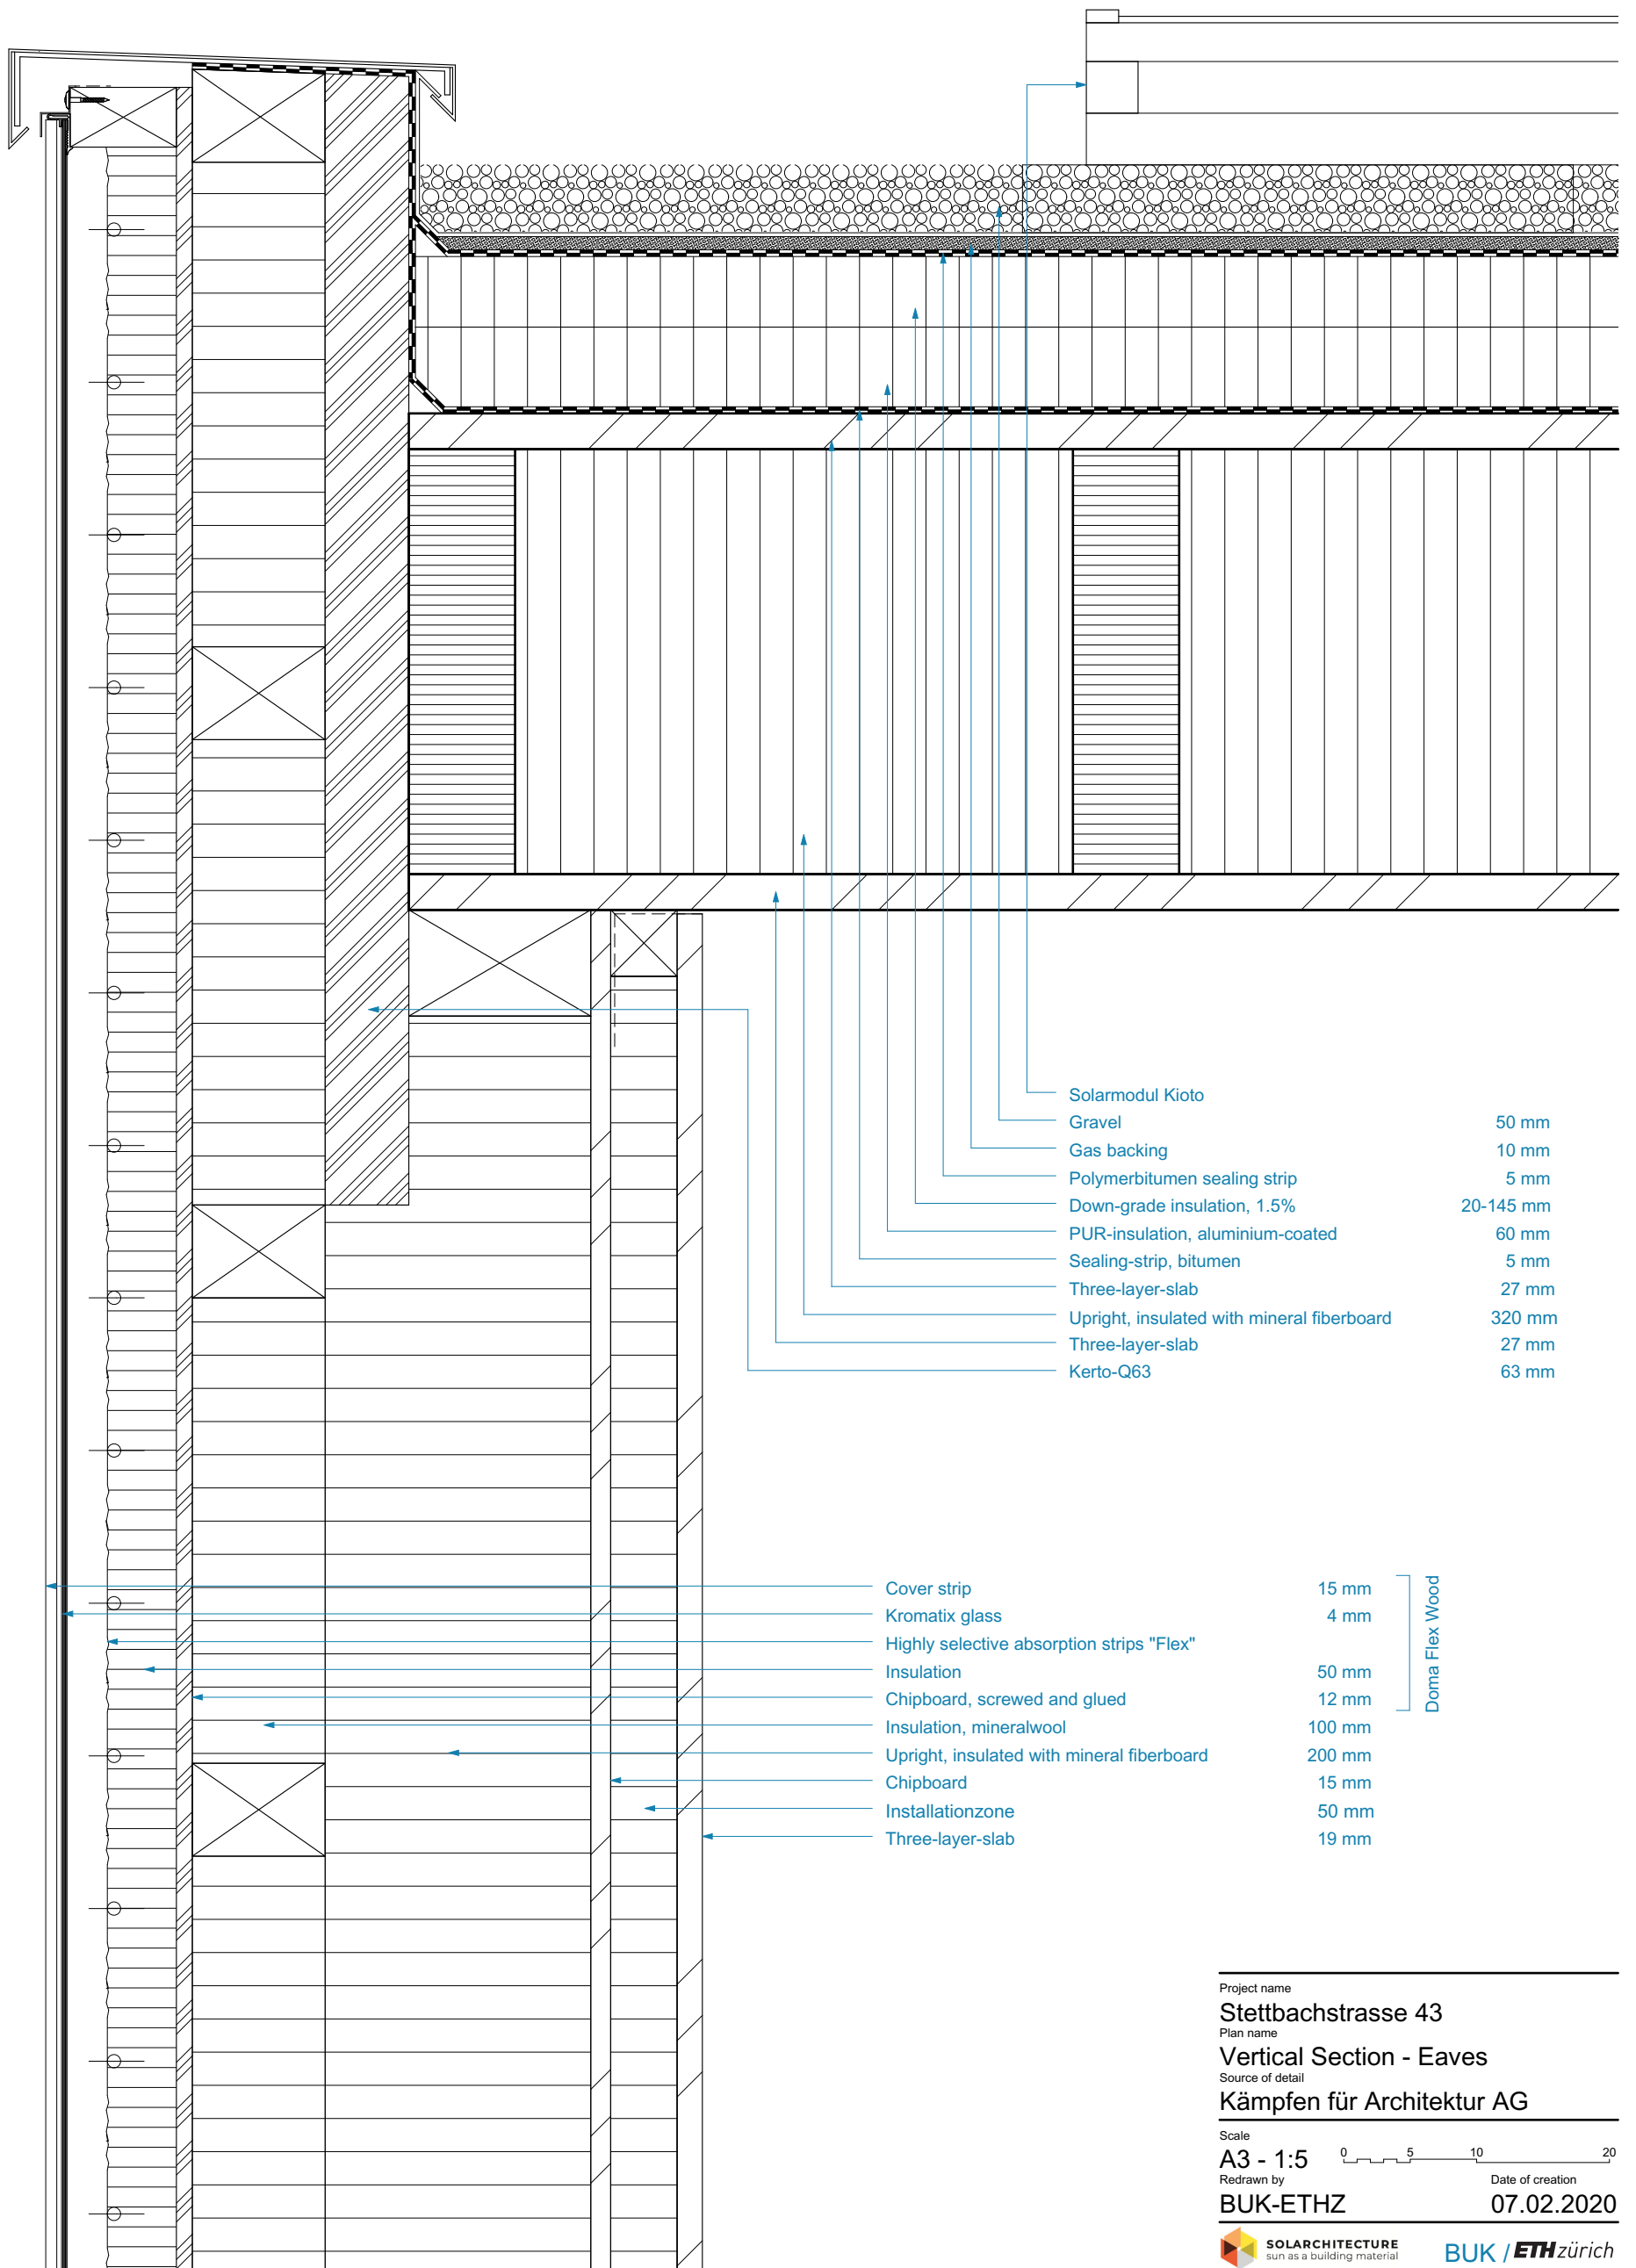 Solarmodul Kioto
Gravel 50 mm
Gas backing 10 mm
Polymerbitumen sealing strip 5 mm
Down-grade insulation, 1.5% 20-145 mm
PUR-insulation, aluminium-coated 60 mm
Sealing-strip, bitumen 5 mm
Three-layer-slab 27 mm
Upright, insulated with mineral fiberboard 320 mm
Three-layer-slab 27 mm
Kerto-Q63 63 mm
Cover strip 15 mm
Kromatix glass 4 mm
Highly selective absorption strips "Flex"
Insulation 50 mm
Chipboard, screwed and glued 12 mm
Doma Flex Wood
Insulation, mineralwool 100 mm
Upright, insulated with mineral fiberboard 200 mm
Chipboard 15 mm
Installationzone 50 mm
Three-layer-slab 19 mm
Project name
Stettbachstrasse 43
Plan name
Vertical Section - Eaves
Source of detail
Kämpfen für Architektur AG
Scale
A3 - 1:5 0 5 10 20
Redrawn by Date of creation
BUK-ETHZ 07.02.2020
SOLARCHITECTURE
sun as a building material
BUK / ETH zürich